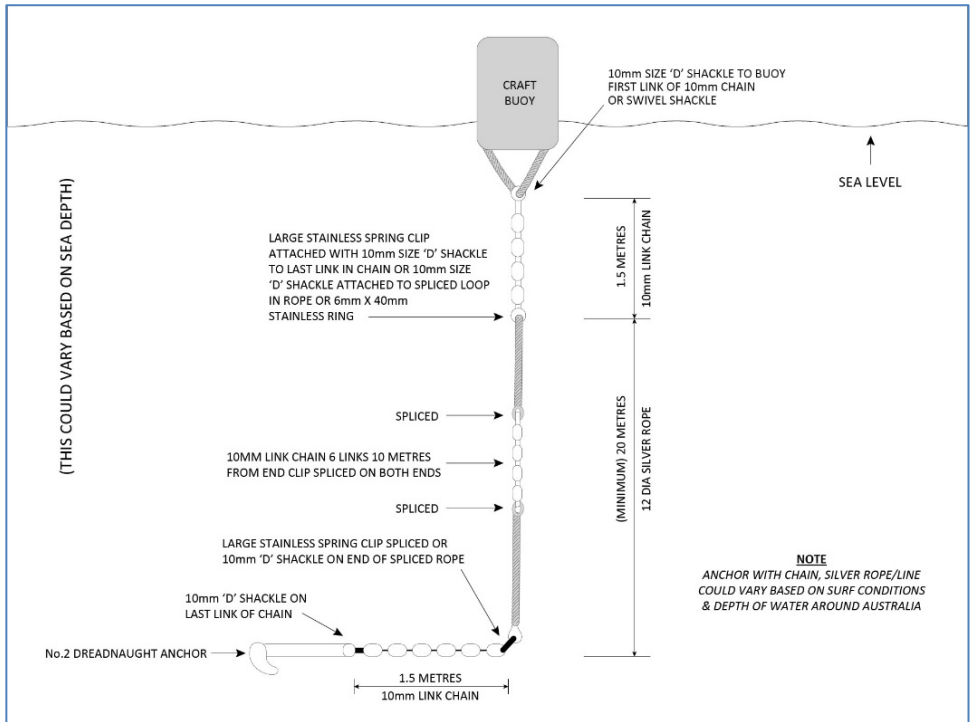 CRAFT
BUOY
10mm SIZE ‘D’ SHACKLE TO BUOY
FIRST LINK OF 10mm CHAIN
OR SWIVEL SHACKLE
SEA LEVEL
(THIS COULD VARY BASED ON SEA DEPTH)
LARGE STAINLESS SPRING CLIP
ATTACHED WITH 10mm SIZE ‘D’ SHACKLE
TO LAST LINK IN CHAIN OR 10mm SIZE
‘D’ SHACKLE ATTACHED TO SPLICED LOOP
IN ROPE OR 6mm X 40mm
STAINLESS RING
1.5 METRES
10mm LINK CHAIN
SPLICED
10MM LINK CHAIN 6 LINKS 10 METRES
FROM END CLIP SPLICED ON BOTH ENDS
SPLICED
(MINIMUM) 20 METRES
12 DIA SILVER ROPE
LARGE STAINLESS SPRING CLIP SPLICED OR
10mm ‘D’ SHACKLE ON END OF SPLICED ROPE
10mm ‘D’ SHACKLE ON
LAST LINK OF CHAIN
No.2 DREADNAUGHT ANCHOR
1.5 METRES
10mm LINK CHAIN
NOTE
ANCHOR WITH CHAIN, SILVER ROPE/LINE
COULD VARY BASED ON SURF CONDITIONS
& DEPTH OF WATER AROUND AUSTRALIA